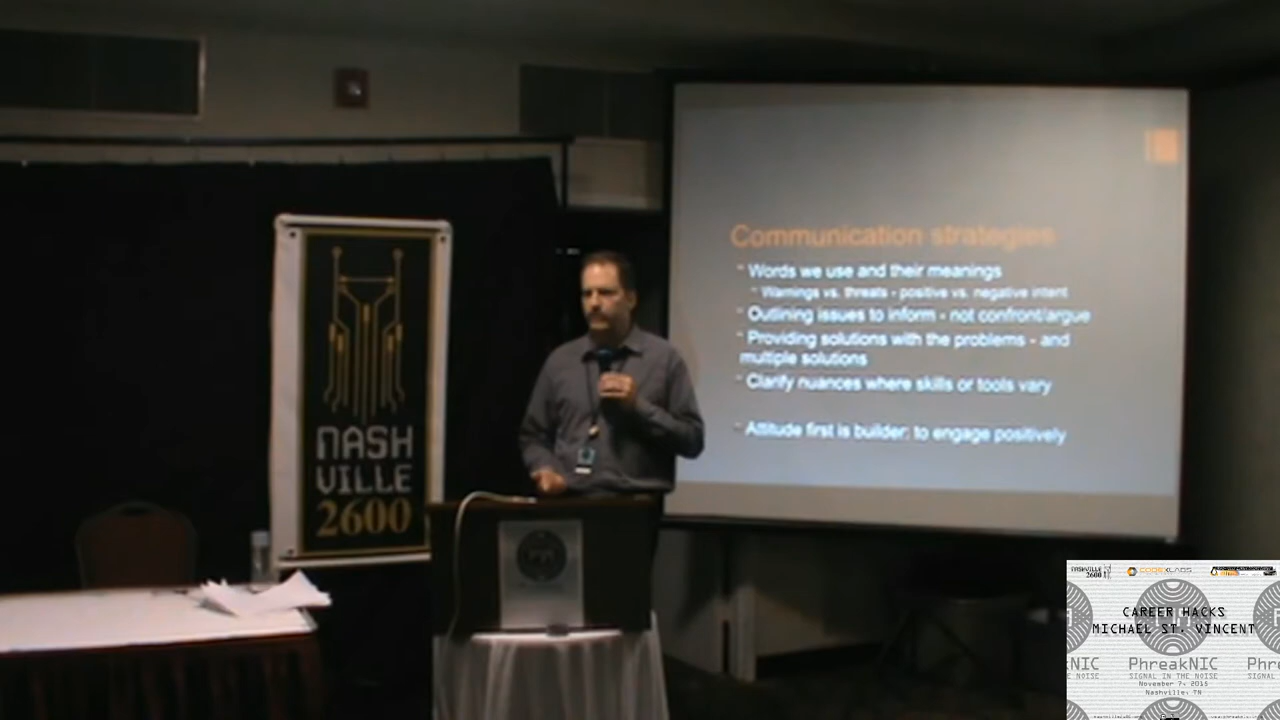 Communication strategies
Words we use and their meanings
Warnings vs. threats - positive vs. negative intent
Outlining issues to inform - not confront/argue
Providing solutions with the problems - and
multiple solutions
Clarify nuances where skills or tools vary
Attitude first is builder: to engage positively
NASH
VILLE
2600
NASHVILLE
2600
CODEXLABS
CAREER HACKS
MICHAEL ST. VINCENT
PhreakNIC
SIGNAL IN THE NOISE
November 7, 2015
Nashville, TN